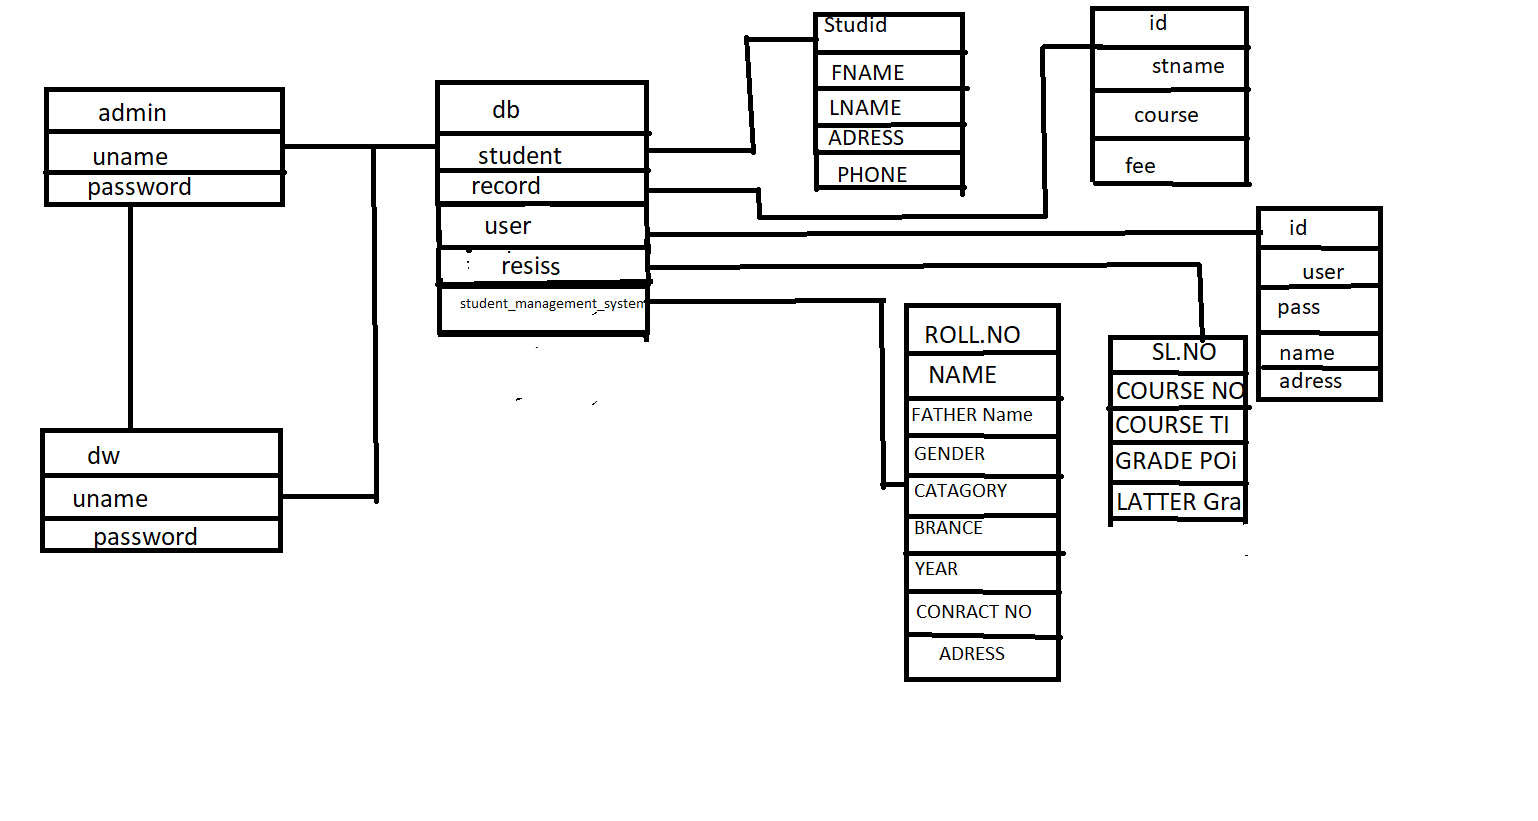 admin
uname
password
dw
uname
password
db
student
record
user
resiss
student_management_system
Studid
FNAME
LNAME
ADRESS
PHONE
id
stname
course
fee
id
user
pass
name
adress
SL.NO
COURSE NO
COURSE TI
GRADE POi
LATTER Gra
ROLL.NO
NAME
FATHER Name
GENDER
CATAGORY
BRANCE
YEAR
CONRACT NO
ADRESS